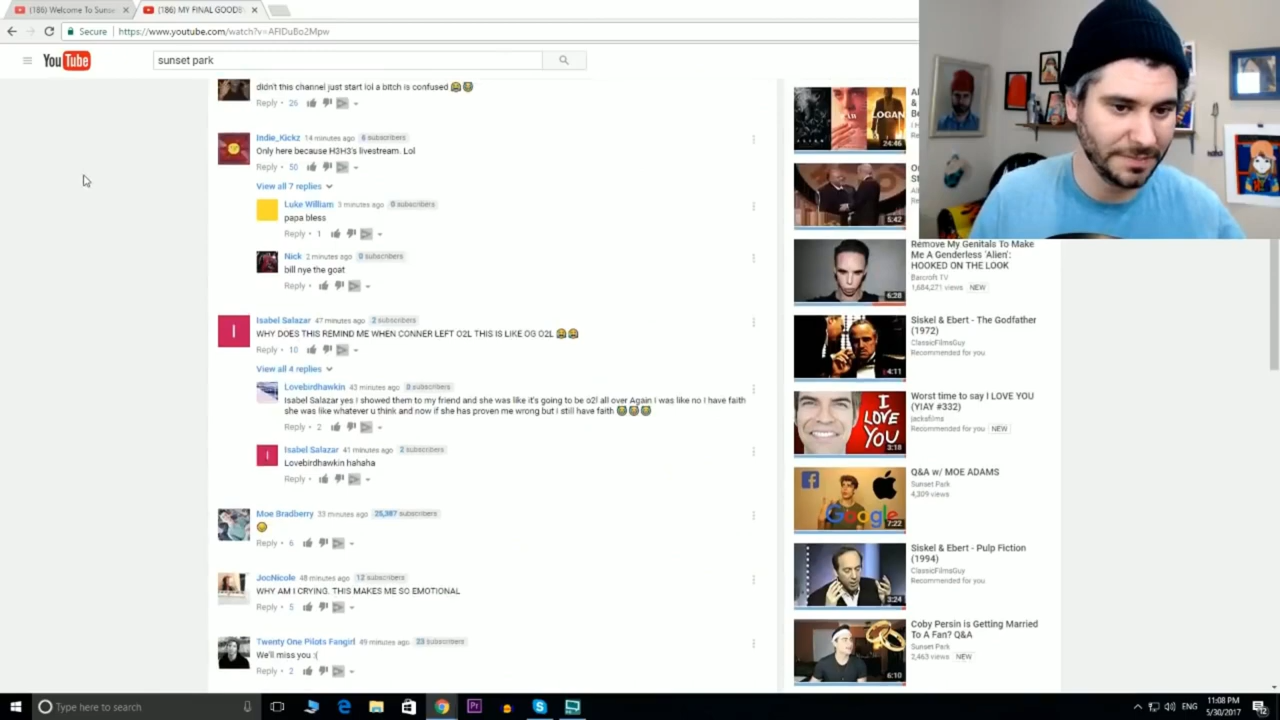 (186) Welcome To Sunse
(186) MY FINAL GOODB
Secure
https://www.youtube.com/watch?v=AFIDuBo2Mpw
YouTube
sunset park
didn't this channel just start lol a bitch is confused
Reply 26
Indie_Kickz 14 minutes ago 6 subscribers
Only here because H3H3's livestream. Lol
Reply 50
View all 7 replies
Luke William 3 minutes ago 0 subscribers
papa bless
Reply 1
Nick 2 minutes ago 0 subscribers
bill nye the goat
Reply
Isabel Salazar 47 minutes ago 2 subscribers
WHY DOES THIS REMIND ME WHEN CONNER LEFT O2L THIS IS LIKE OG O2L
Reply 10
View all 4 replies
Lovebirdhawkin 43 minutes ago 0 subscribers
Isabel Salazar yes I showed them to my friend and she was like it's going to be o2l all over Again I was like no I have faith
she was like whatever u think and now if she has proven me wrong but i still have faith
Reply 2
Isabel Salazar 41 minutes ago 2 subscribers
Lovebirdhawkin hahaha
Reply
Moe Bradberry 33 minutes ago 25,387 subscribers
Reply 6
JocNicole 48 minutes ago 12 subscribers
WHY AM I CRYING. THIS MAKES ME SO EMOTIONAL
Reply 5
Twenty One Pilots Fangirl 49 minutes ago 23 subscribers
We'll miss you :(
Reply 2
LOGAN
24:46
5:42
Remove My Genitals To Make
Me A Genderless 'Alien':
HOOKED ON THE LOOK
Barcroft TV
1,684,271 views NEW
6:28
Siskel & Ebert - The Godfather
(1972)
ClassicFilmsGuy
Recommended for you
4:11
Worst time to say I LOVE YOU
(YIAY #332)
jacksfilms
Recommended for you NEW
I LOVE YOU
3:18
Q&A w/ MOE ADAMS
Sunset Park
4,309 views
Google
7:22
Siskel & Ebert - Pulp Fiction
(1994)
ClassicFilmsGuy
Recommended for you
3:24
Coby Persin is Getting Married
To A Fan? Q&A
Sunset Park
2,463 views NEW
6:10
Type here to search
ENG
11:08 PM
5/30/2017
12